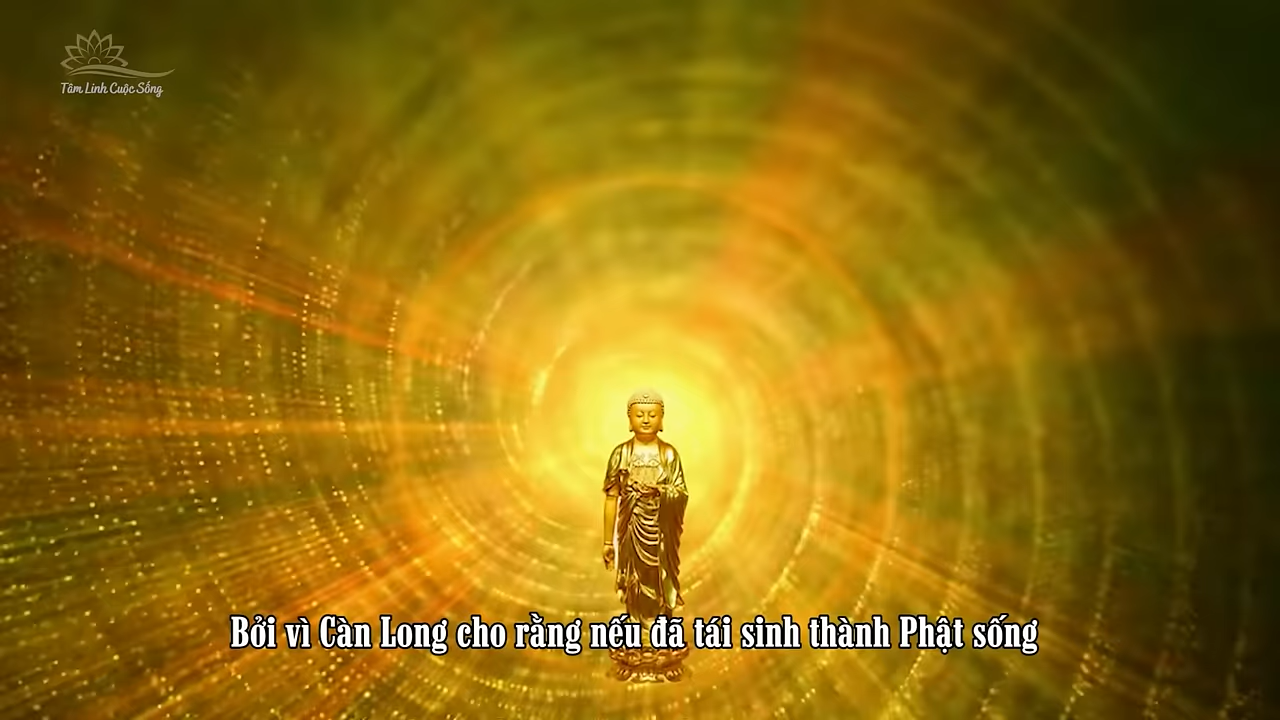 Tâm Linh Cuộc Sống
Bởi vì Càn Long cho rằng nếu đã tái sinh thành Phật sống